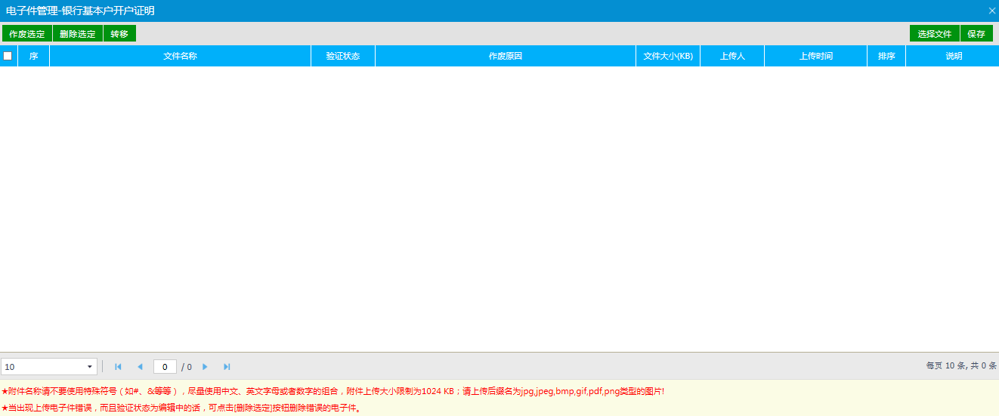 电子件管理-银行基本户开户证明
作废选定 删除选定 转移 选择文件 保存
序 文件名称 验证状态 作废原因 文件大小(KB) 上传人 上传时间 排序 说明
10 0 / 0 每页 10 条, 共 0 条
★附件名称请不要使用特殊符号（如#、&等等），尽量使用中文、英文字母或者数字的组合，附件上传大小限制为1024 KB；请上传后缀名为jpg,jpeg,bmp,gif,pdf,png类型的图片!
★当出现上传电子件错误，而且验证状态为编辑中的话，可点击[删除选定]按钮删除错误的电子件。